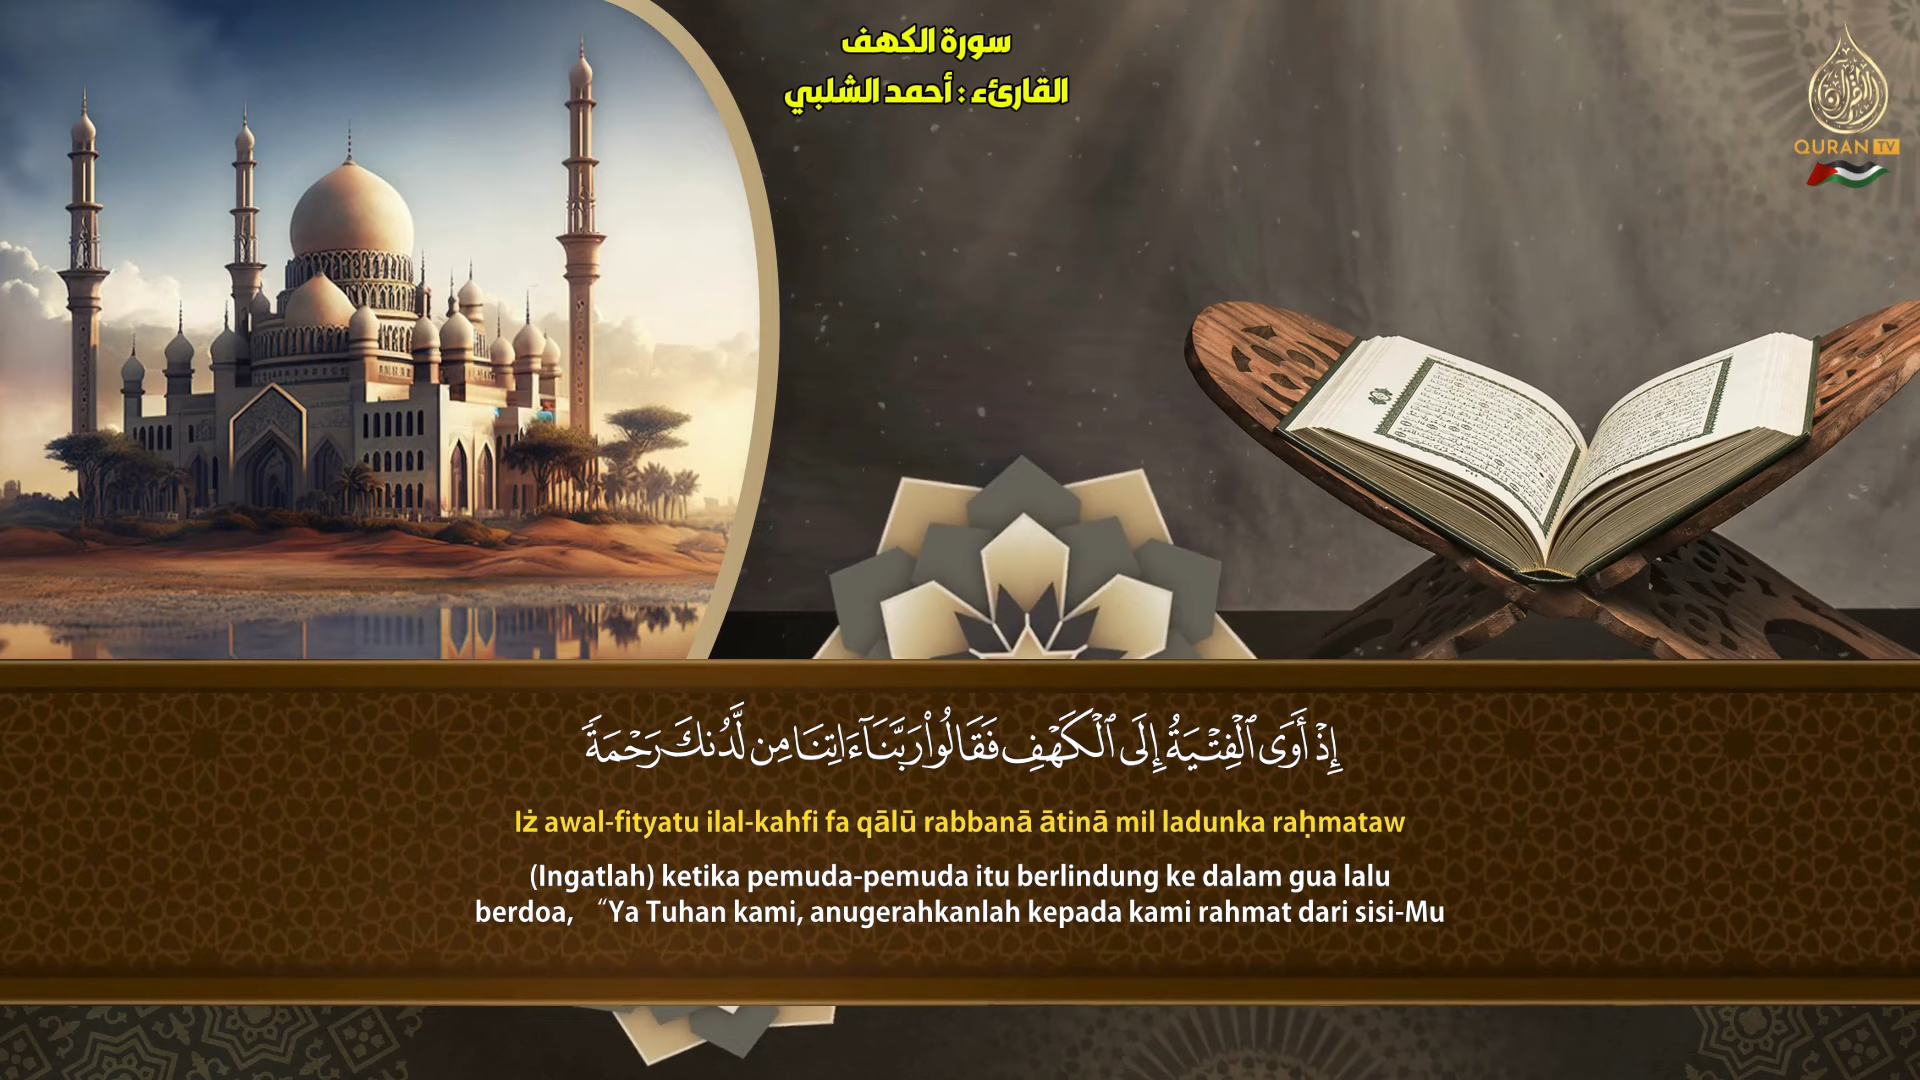 سورة الكهف
القارئء : أحمد الشلبي
QURAN TV
إِذْ أَوَى ٱلْفِتْيَةُ إِلَى ٱلْكَهْفِ فَقَالُوا۟ رَبَّنَآ ءَاتِنَا مِن لَّدُنكَ رَحْمَةً
Iż awal-fityatu ilal-kahfi fa qālū rabbanā ātinā mil ladunka raḥmataw
(Ingatlah) ketika pemuda-pemuda itu berlindung ke dalam gua lalu
berdoa, “Ya Tuhan kami, anugerahkanlah kepada kami rahmat dari sisi-Mu